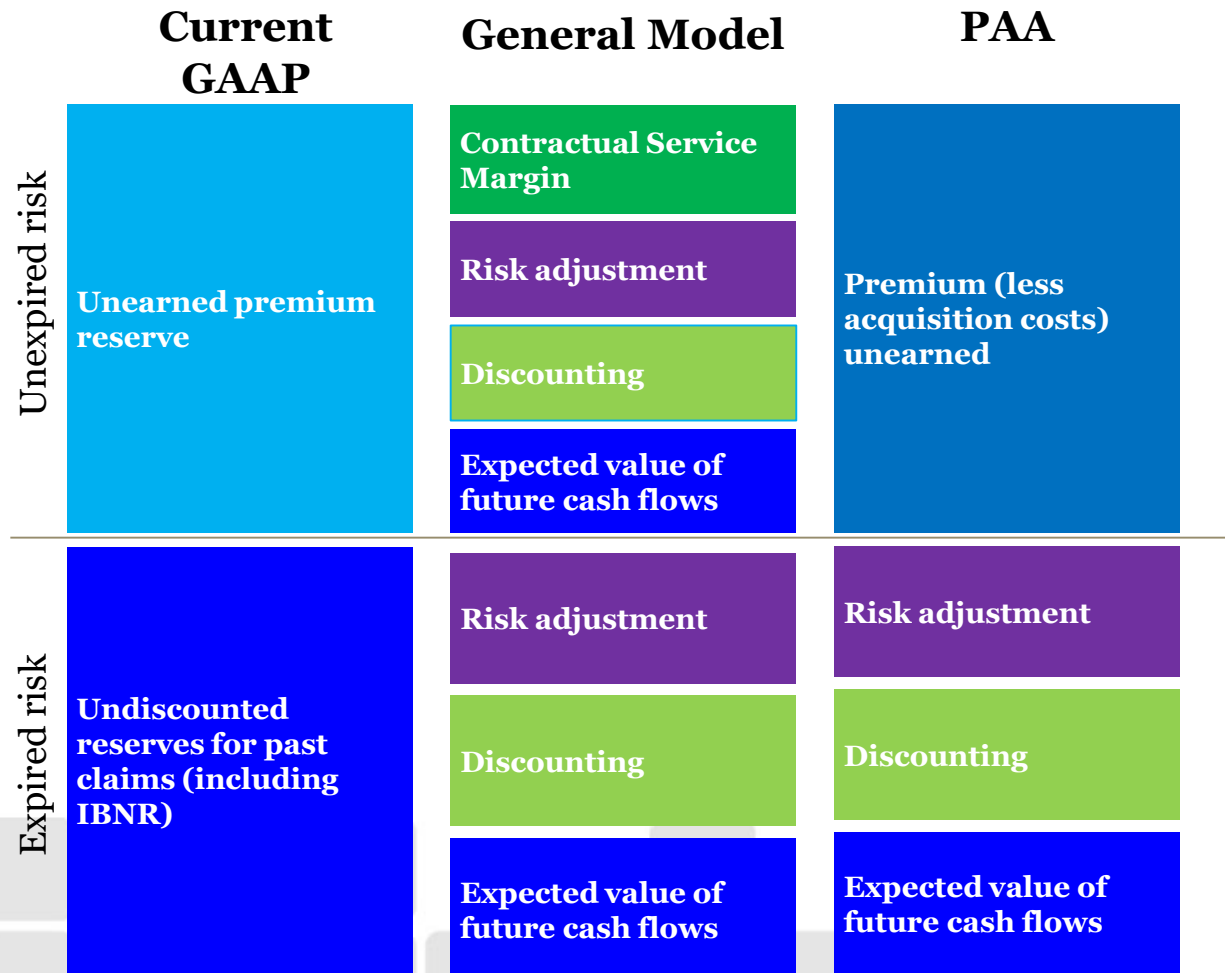 Current
GAAP
General Model
PAA
Unexpired risk
Unearned premium
reserve
Contractual Service
Margin
Risk adjustment
Discounting
Expected value of
future cash flows
Premium (less
acquisition costs)
unearned
Expired risk
Undiscounted
reserves for past
claims (including
IBNR)
Risk adjustment
Discounting
Expected value of
future cash flows
Risk adjustment
Discounting
Expected value of
future cash flows